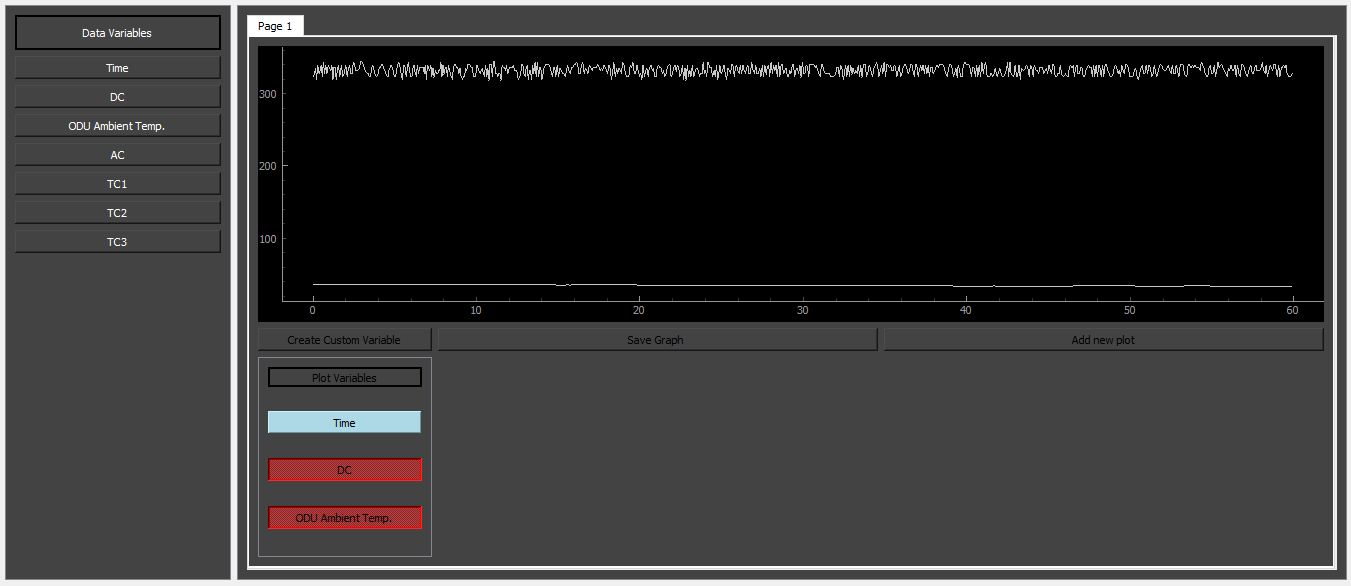 Data Variables
Time
DC
ODU Ambient Temp.
AC
TC1
TC2
TC3
Page 1
300
200
100
0 10 20 30 40 50 60
Create Custom Variable Save Graph Add new plot
Plot Variables
Time
DC
ODU Ambient Temp.